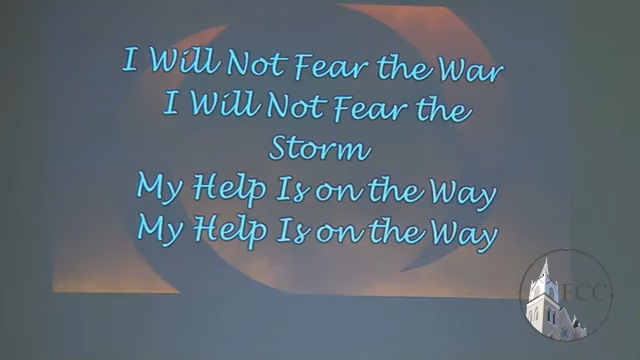 I Will Not Fear the War
I Will Not Fear the
Storm
My Help Is on the Way
My Help Is on the Way
FCC